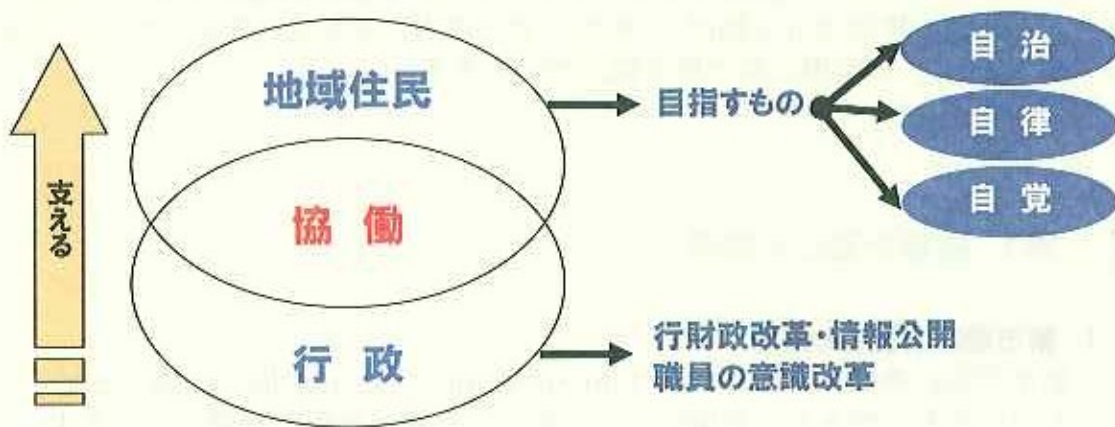 支える
地域住民
協働
行政
目指すもの
自治
自律
自覚
行財政改革・情報公開
職員の意識改革